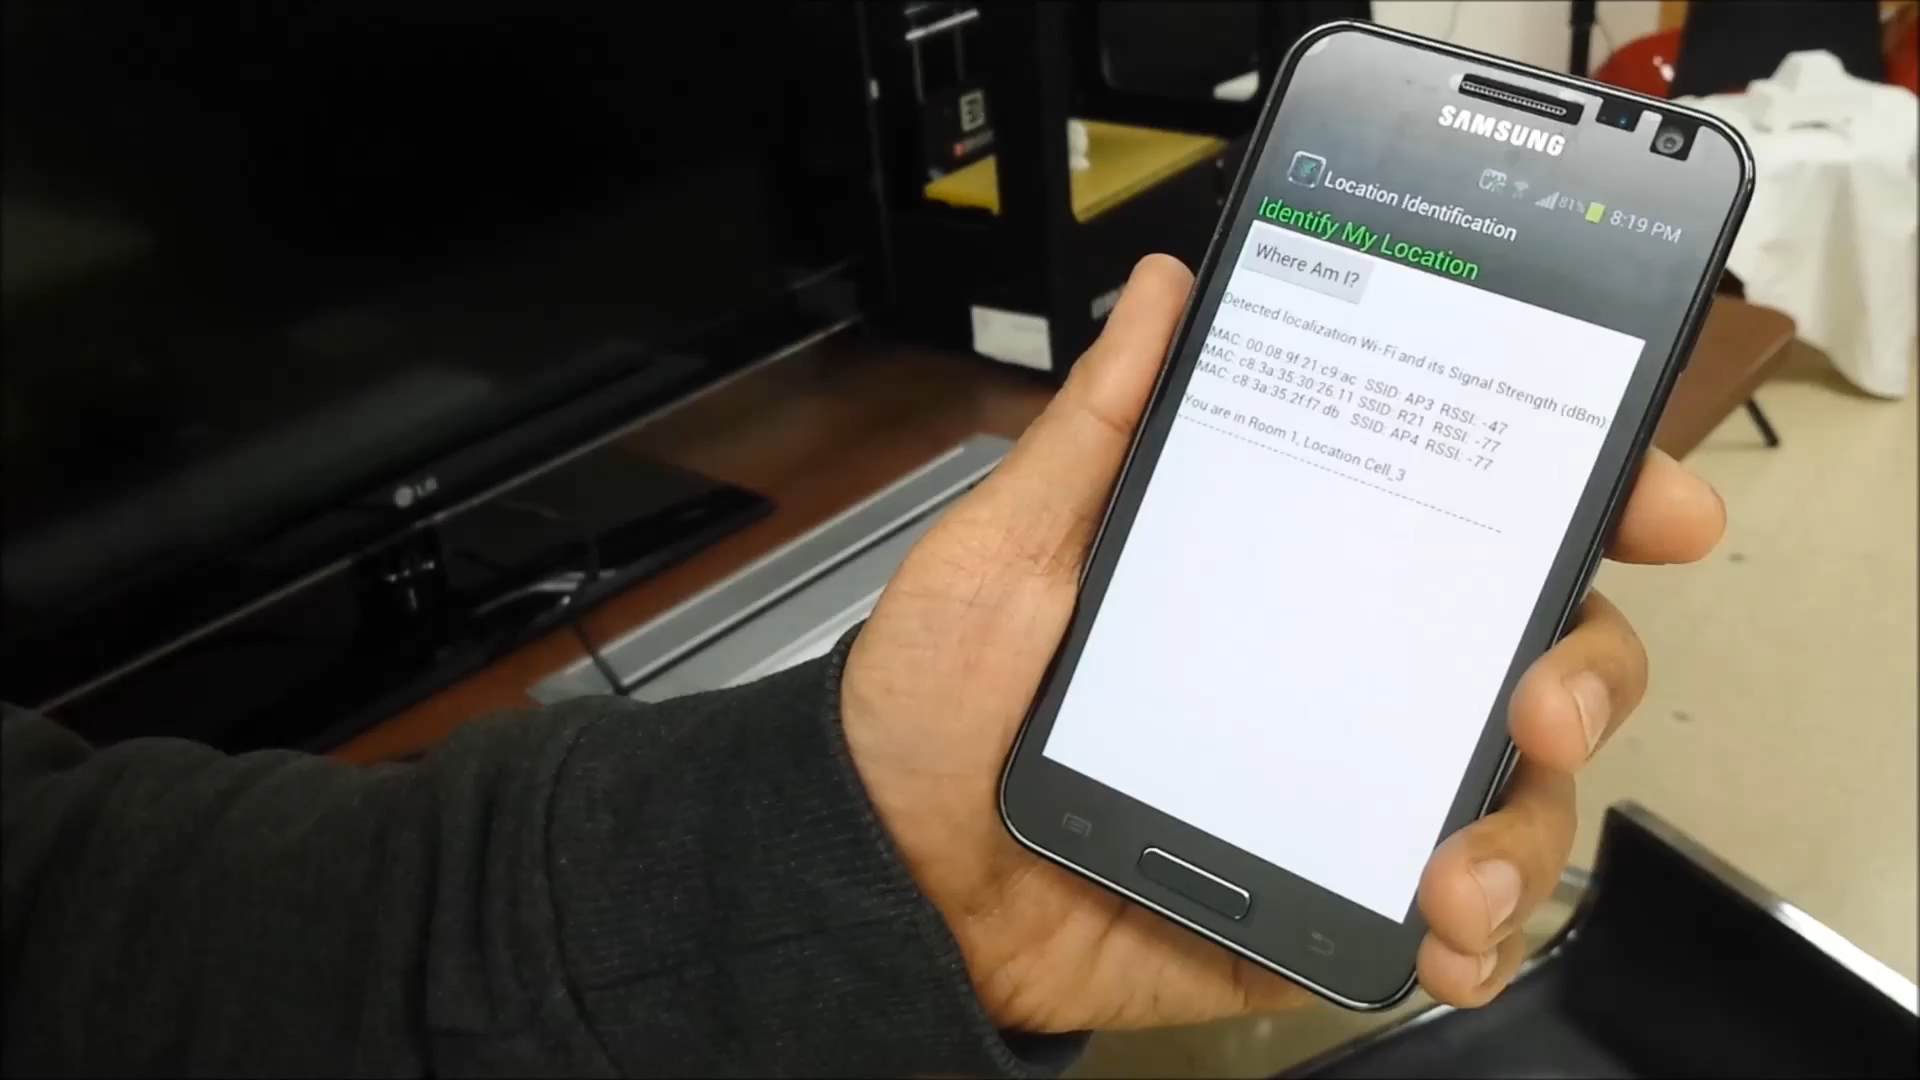 SAMSUNG
81% 8:19 PM
Location Identification
Identify My Location
Where Am I?
Detected localization Wi-Fi and its Signal Strength (dBm)
MAC: 00:08:9f:21:c9:ac SSID: AP3 RSSI: -47
MAC: c8:3a:35:30:26:11 SSID: R21 RSSI: -77
MAC: c8:3a:35:2f:f7:db SSID: AP4 RSSI: -77
You are in Room 1, Location Cell_3
LG